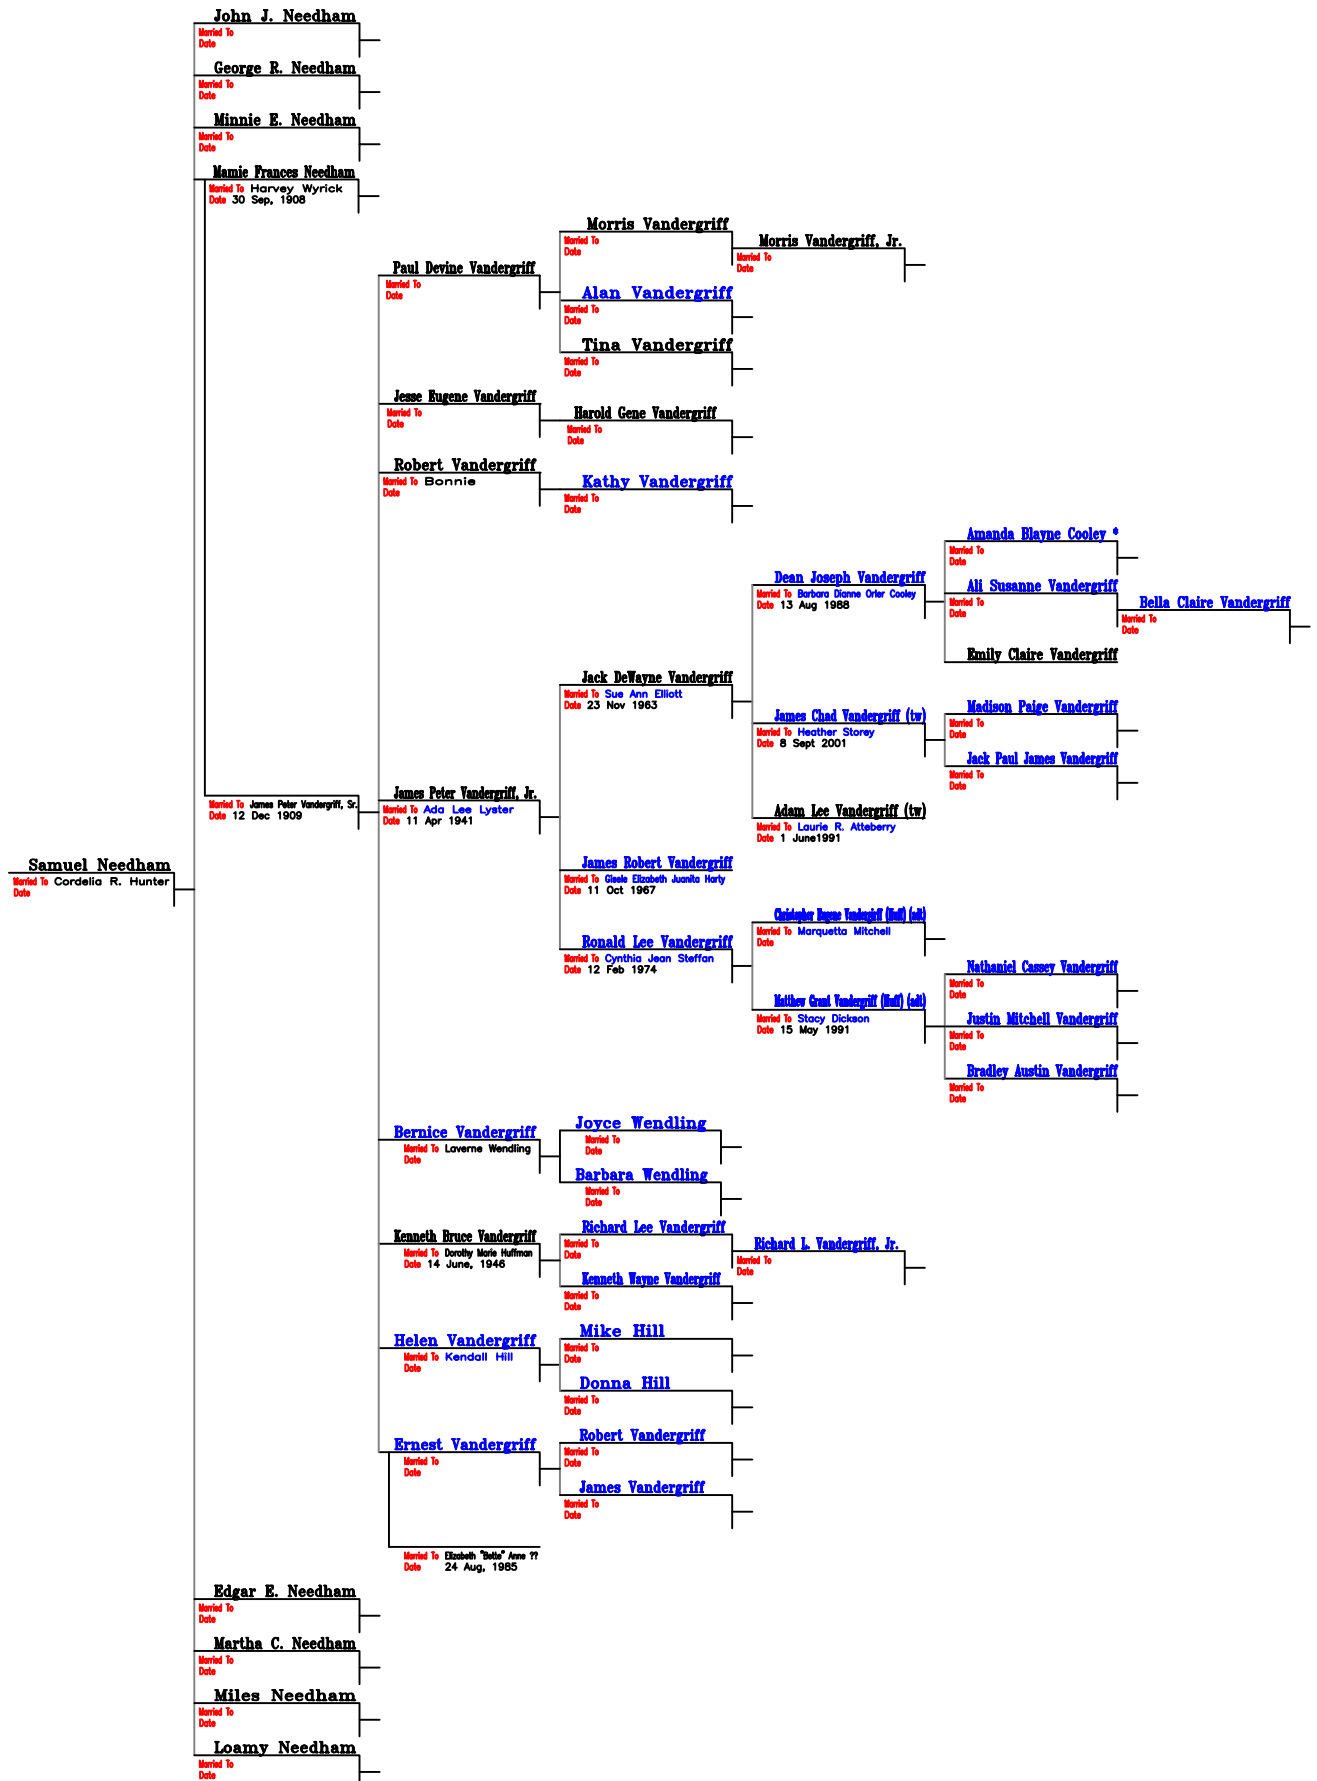 John J. Needham
Married To
Date
George R. Needham
Married To
Date
Minnie E. Needham
Married To
Date
Mamie Frances Needham
Married To Harvey Wyrick
Date 30 Sep, 1908
Morris Vandergriff
Married To
Date
Morris Vandergriff, Jr.
Married To
Date
Paul Devine Vandergriff
Married To
Date
Alan Vandergriff
Married To
Date
Tina Vandergriff
Married To
Date
Jesse Eugene Vandergriff
Married To
Date
Harold Gene Vandergriff
Married To
Date
Robert Vandergriff
Married To Bonnie
Date
Kathy Vandergriff
Married To
Date
Amanda Blayne Cooley *
Married To
Date
Dean Joseph Vandergriff
Married To Barbara Dianne Orler Cooley
Date 13 Aug 1988
Ali Susanne Vandergriff
Married To
Date
Bella Claire Vandergriff
Married To
Date
Emily Claire Vandergriff
Jack DeWayne Vandergriff
Married To Sue Ann Elliott
Date 23 Nov 1963
Madison Paige Vandergriff
Married To
Date
James Chad Vandergriff (tw)
Married To Heather Storey
Date 8 Sept 2001
Jack Paul James Vandergriff
Married To
Date
James Peter Vandergriff, Jr.
Married To Ada Lee Lyster
Date 11 Apr 1941
Married To James Peter Vandergriff, Sr.
Date 12 Dec 1909
Adam Lee Vandergriff (tw)
Married To Laurie R. Atteberry
Date 1 June1991
Samuel Needham
Married To Cordelia R. Hunter
Date
James Robert Vandergriff
Married To Gisele Elizabeth Juanita Harty
Date 11 Oct 1967
Christopher Eugene Vandergriff (Huff) (adt)
Married To Marquetta Mitchell
Date
Ronald Lee Vandergriff
Married To Cynthia Jean Steffan
Date 12 Feb 1974
Nathaniel Cassey Vandergriff
Married To
Date
Matthew Grant Vandergriff (Huff) (adt)
Married To Stacy Dickson
Date 15 May 1991
Justin Mitchell Vandergriff
Married To
Date
Bradley Austin Vandergriff
Married To
Date
Bernice Vandergriff
Married To Laverne Wendling
Date
Joyce Wendling
Married To
Date
Barbara Wendling
Married To
Date
Kenneth Bruce Vandergriff
Married To Dorothy Marie Huffman
Date 14 June, 1946
Richard Lee Vandergriff
Married To
Date
Richard L. Vandergriff, Jr.
Married To
Date
Kenneth Wayne Vandergriff
Married To
Date
Helen Vandergriff
Married To Kendall Hill
Date
Mike Hill
Married To
Date
Donna Hill
Married To
Date
Ernest Vandergriff
Married To
Date
Robert Vandergriff
Married To
Date
James Vandergriff
Married To
Date
Married To Elizabeth "Bette" Anne ??
Date 24 Aug, 1985
Edgar E. Needham
Married To
Date
Martha C. Needham
Married To
Date
Miles Needham
Married To
Date
Loamy Needham
Married To
Date